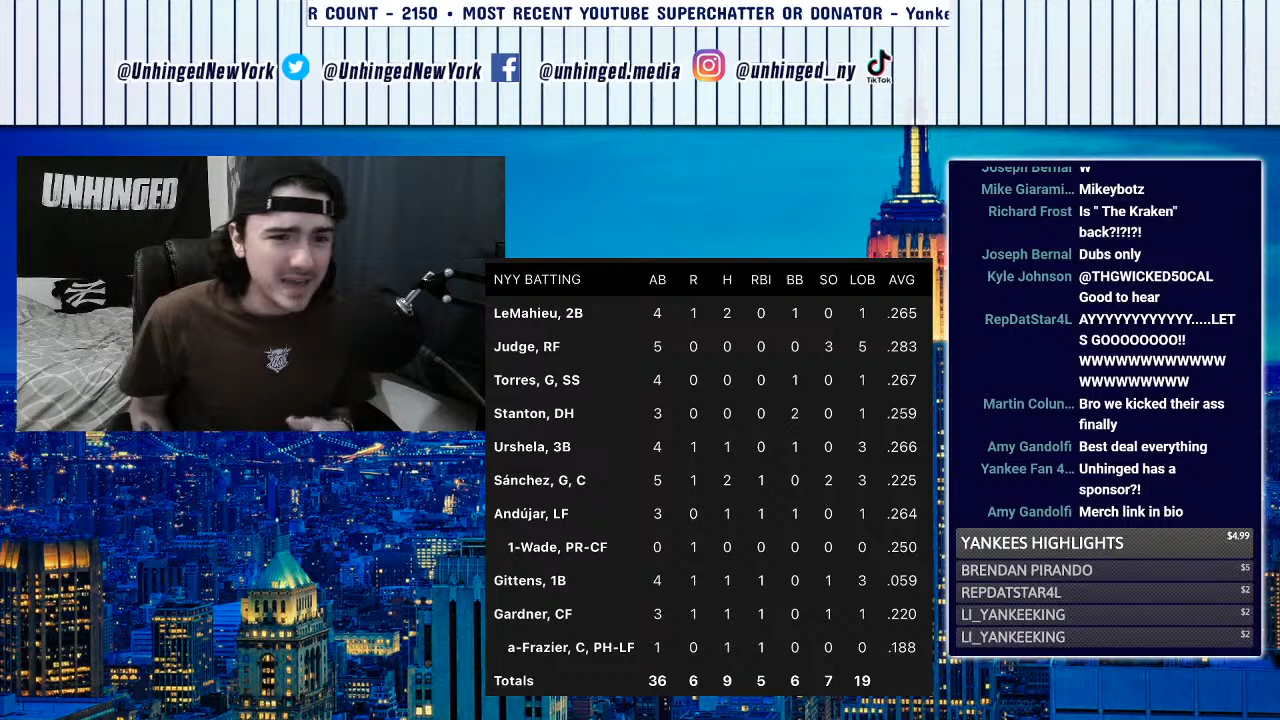 R COUNT - 2150 • MOST RECENT YOUTUBE SUPERCHATTER OR DONATOR - Yanke
@UnhingedNewYork @UnhingedNewYork @unhinged.media @unhinged_ny TikTok
UNHINGED
NYY BATTING AB R H RBI BB SO LOB AVG
LeMahieu, 2B 4 1 2 0 1 0 1 .265
Judge, RF 5 0 0 0 0 3 5 .283
Torres, G, SS 4 0 0 0 1 0 1 .267
Stanton, DH 3 0 0 0 2 0 1 .259
Urshela, 3B 4 1 1 0 1 0 3 .266
Sánchez, G, C 5 1 2 1 0 2 3 .225
Andújar, LF 3 0 1 1 1 0 1 .264
1-Wade, PR-CF 0 1 0 0 0 0 0 .250
Gittens, 1B 4 1 1 1 0 1 3 .059
Gardner, CF 3 1 1 1 0 1 1 .220
a-Frazier, C, PH-LF 1 0 1 1 0 0 0 .188
Totals 36 6 9 5 6 7 19
Joseph Bernal W
Mike Giarami... Mikeybotz
Richard Frost Is " The Kraken"
back?!?!?!
Joseph Bernal Dubs only
Kyle Johnson @THGWICKED50CAL
Good to hear
RepDatStar4L AYYYYYYYYYYY.....LET
S GOOOOOOOO!!
WWWWWWWWWWWW
WWWWWWWWW
Martin Colun... Bro we kicked their ass
finally
Amy Gandolfi Best deal everything
Yankee Fan 4... Unhinged has a
sponsor?!
Amy Gandolfi Merch link in bio
YANKEES HIGHLIGHTS $4.99
BRENDAN PIRANDO $5
REPDATSTAR4L $2
LI_YANKEEKING $2
LI_YANKEEKING $2